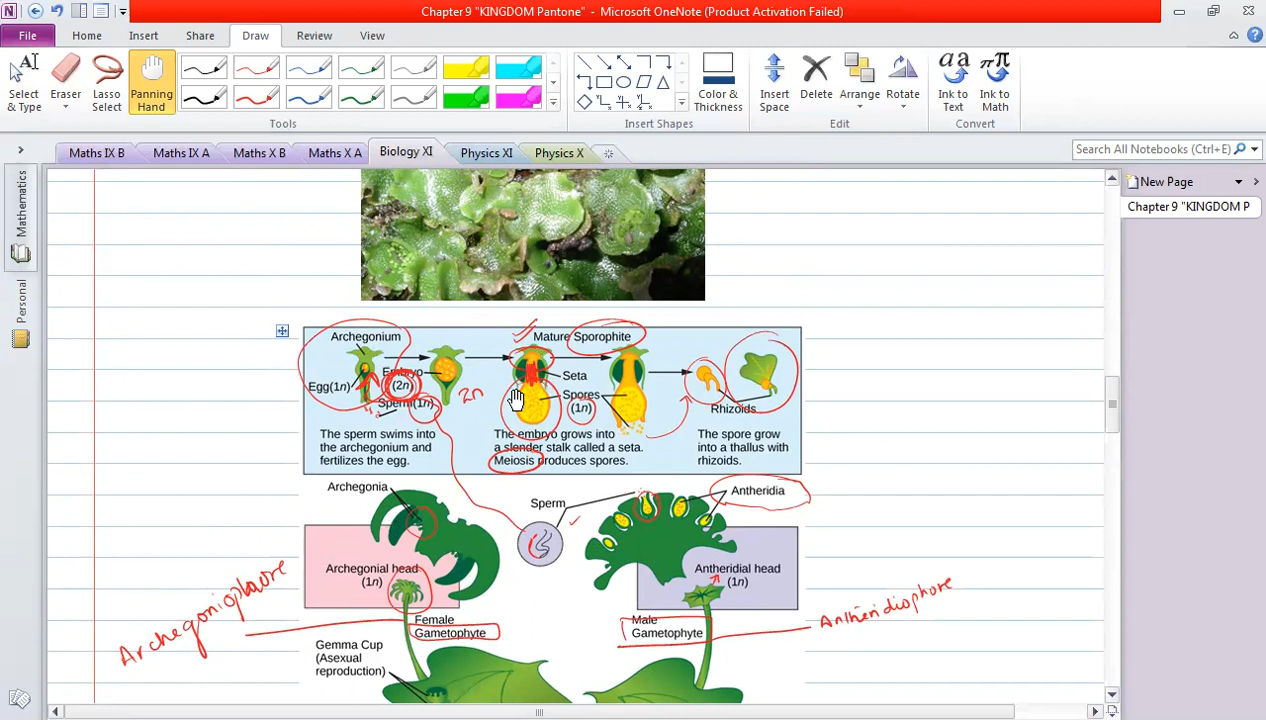 Chapter 9 "KINGDOM Pantone" - Microsoft OneNote (Product Activation Failed)
File Home Insert Share Draw Review View
Select & Type
Eraser
Lasso Select
Panning Hand
Color & Thickness
Insert Space
Delete
Arrange
Rotate
Ink to Text
Ink to Math
Tools
Insert Shapes
Edit
Convert
Maths IX B Maths IX A Maths X B Maths X A Biology XI Physics XI Physics X
Search All Notebooks (Ctrl+E)
New Page
Chapter 9 "KINGDOM P
Mathematics
Personal
Archegonium
Mature Sporophite
Embryo
(2n)
Egg(1n)
Sperm(1n)
2n
Seta
Spores
(1n)
Rhizoids
The sperm swims into
the archegonium and
fertilizes the egg.
The embryo grows into
a slender stalk called a seta.
Meiosis produces spores.
The spore grow
into a thallus with
rhizoids.
Archegonia
Sperm
Antheridia
Archegonial head
(1n)
Antheridial head
(1n)
Archegoniophore
Female
Gametophyte
Male
Gametophyte
Antheridiophore
Gemma Cup
(Asexual
reproduction)